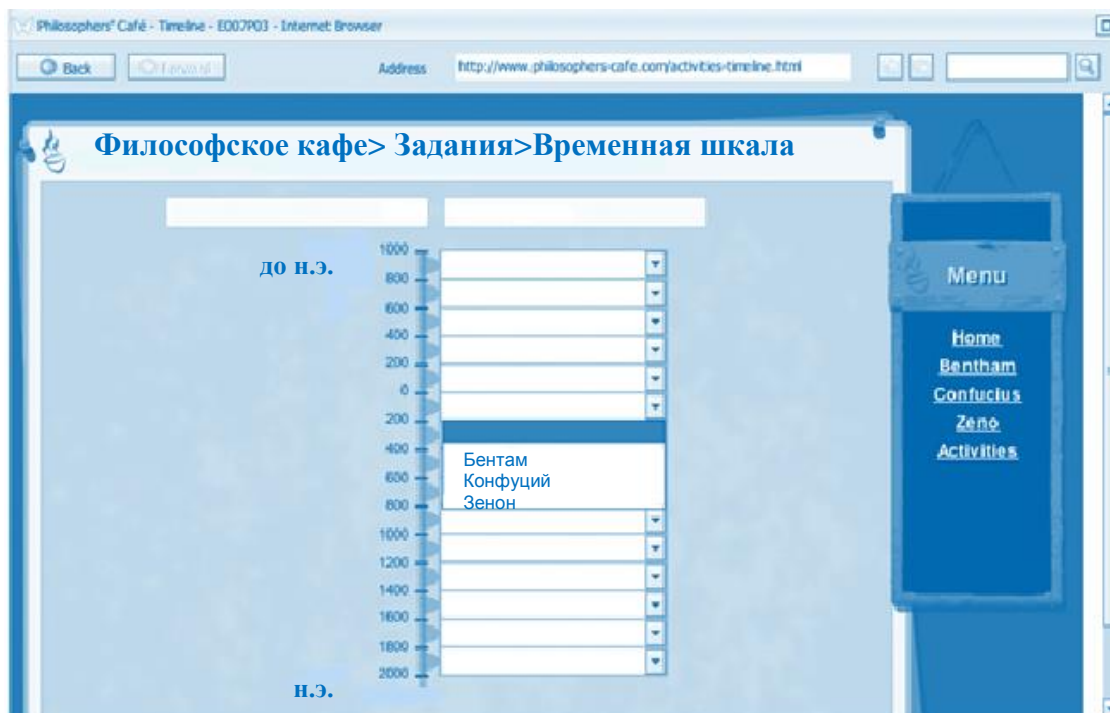 Philosophers' Café - Timeline - E007P03 - Internet Browser
Back
Forward
Address
http://www.philosophers-cafe.com/activities-timeline.html
Философское кафе> Задания>Временная шкала
до н.э.
1000
800
600
400
200
0
200
400
600
800
1000
1200
1400
1600
1800
2000
н.э.
Бентам
Конфуций
Зенон
Menu
Home
Bentham
Confucius
Zeno
Activities